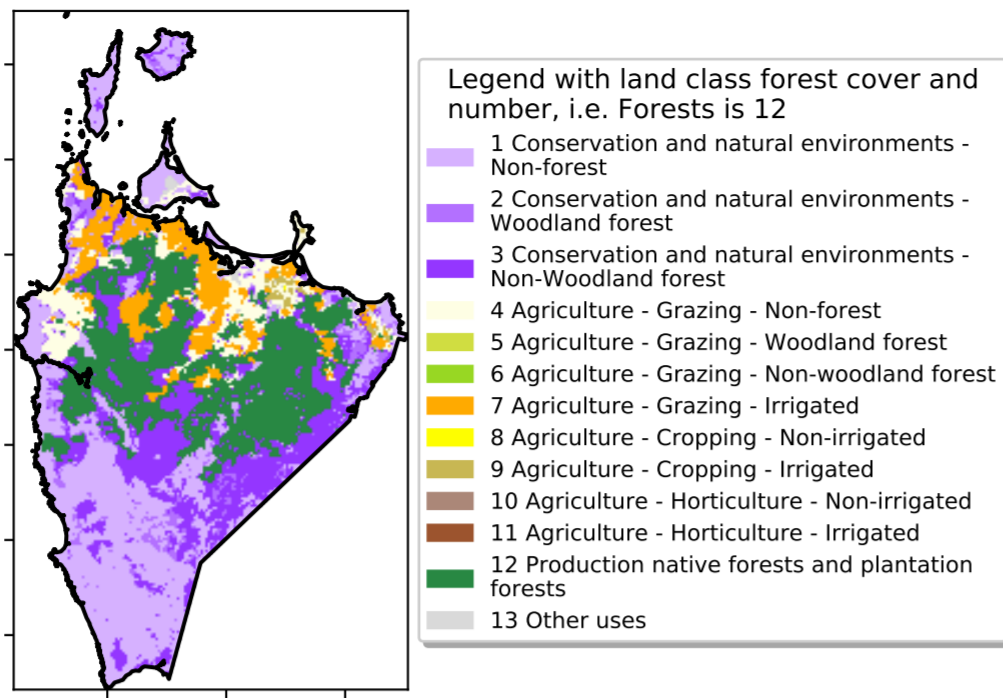 Legend with land class forest cover and
number, i.e. Forests is 12
1 Conservation and natural environments -
Non-forest
2 Conservation and natural environments -
Woodland forest
3 Conservation and natural environments -
Non-Woodland forest
4 Agriculture - Grazing - Non-forest
5 Agriculture - Grazing - Woodland forest
6 Agriculture - Grazing - Non-woodland forest
7 Agriculture - Grazing - Irrigated
8 Agriculture - Cropping - Non-irrigated
9 Agriculture - Cropping - Irrigated
10 Agriculture - Horticulture - Non-irrigated
11 Agriculture - Horticulture - Irrigated
12 Production native forests and plantation
forests
13 Other uses